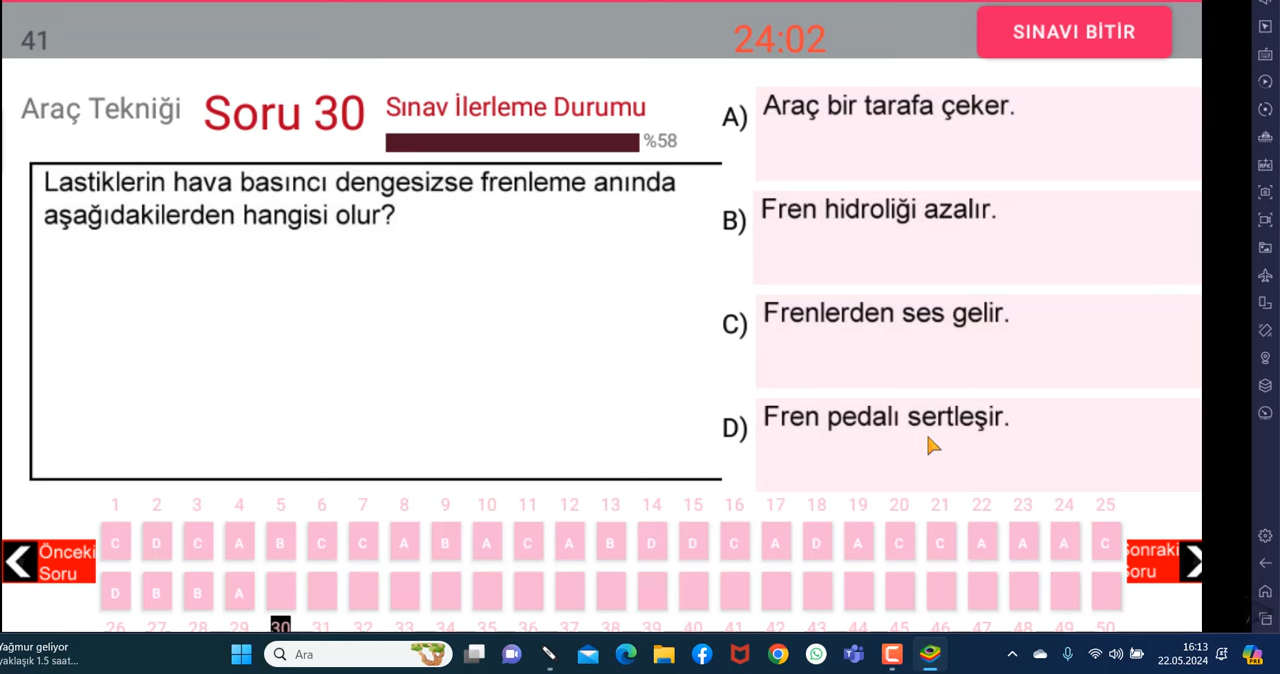 41
24:02
SINAVI BİTİR
Araç Tekniği
Soru 30
Sınav İlerleme Durumu
%58
Lastiklerin hava basıncı dengesizse frenleme anında
aşağıdakilerden hangisi olur?
A) Araç bir tarafa çeker.
B) Fren hidroliği azalır.
C) Frenlerden ses gelir.
D) Fren pedalı sertleşir.
1 2 3 4 5 6 7 8 9 10 11 12 13 14 15 16 17 18 19 20 21 22 23 24 25
C D C A B C C A B A C A B D D C A D A C C A A A C
Önceki
Soru
Sonraki
Soru
D B B A
26 27 28 29 30 31 32 33 34 35 36 37 38 39 40 41 42 43 44 45 46 47 48 49 50
Yağmur geliyor
yaklaşık 1.5 saat...
Ara
16:13
22.05.2024
PRE